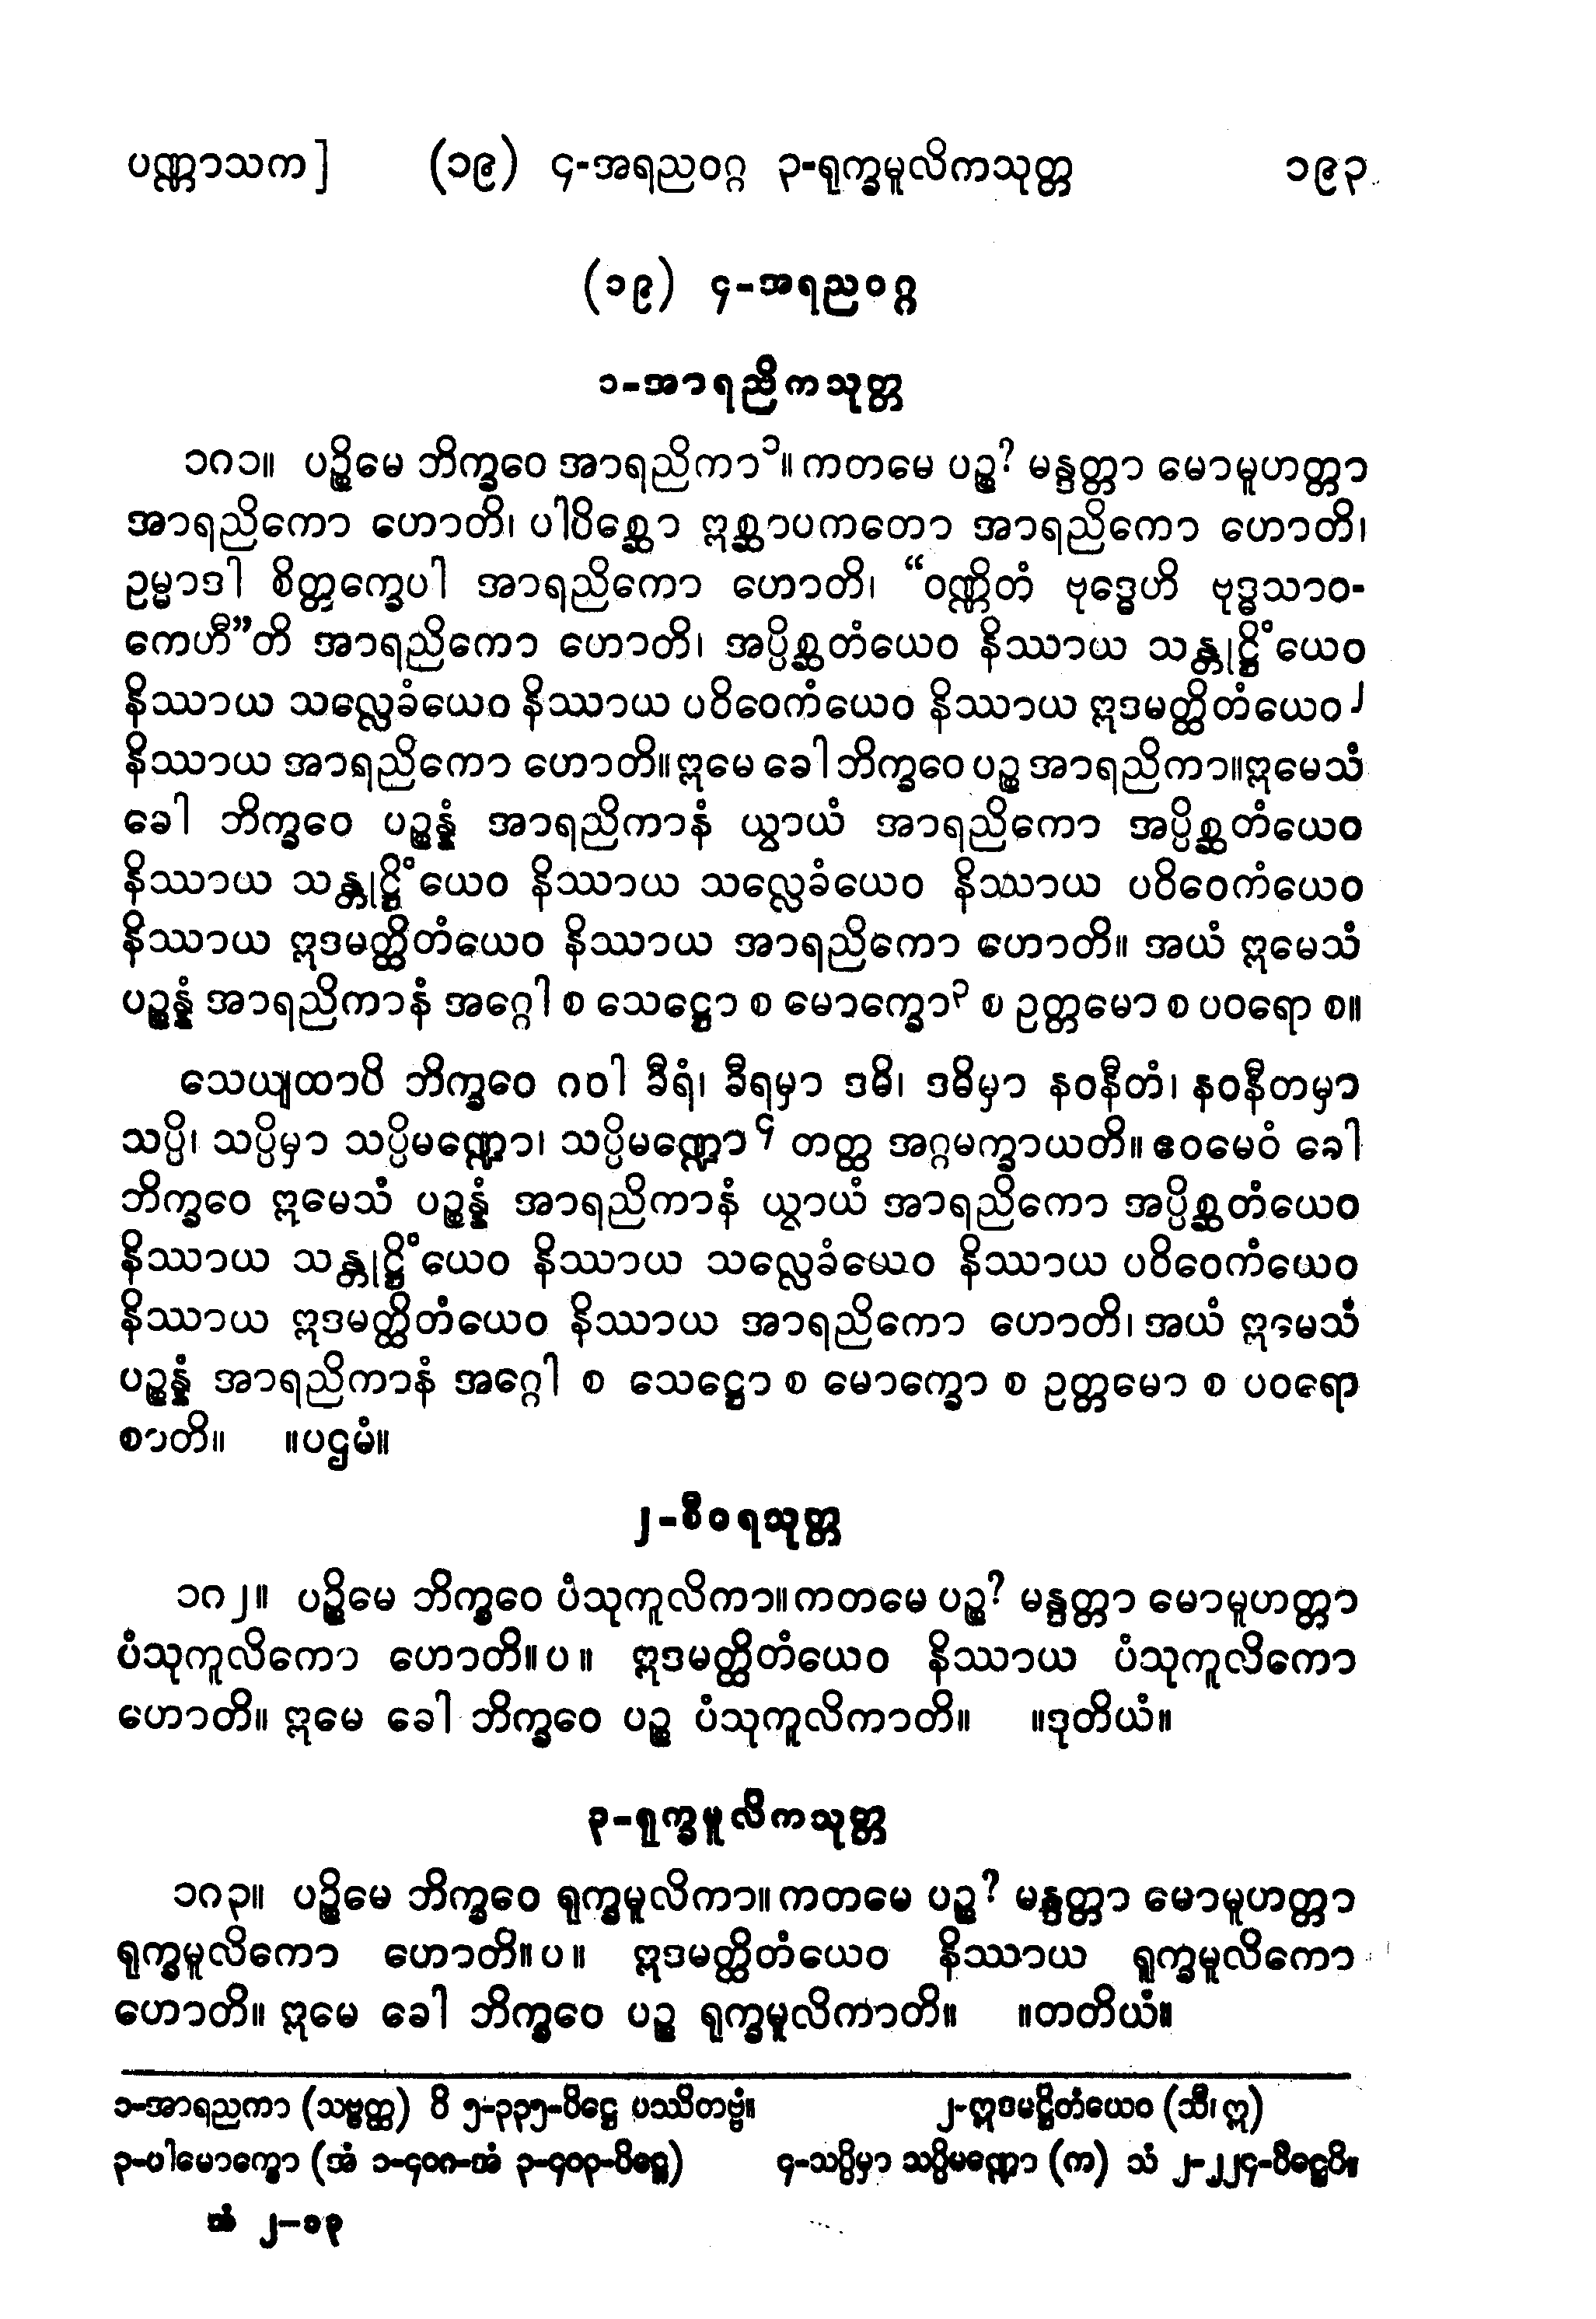 ပဏ္ဏာသက] (၁၉) ၄-အရညဝဂ္ဂ ၃-ရုက္ခမူလိကသုတ္တ ၁၉၃
(၁၉) ၄-အရညဝဂ္ဂ
၁-အာရညိကသုတ္တ
၁၈၁။ ပဉ္စိမေ ဘိက္ခဝေ အာရညိကာ၁။ ကတမေ ပဉ္စ? မန္ဒတ္တာ မောမူဟတ္တာ
အာရညိကော ဟောတိ၊ ပါပိစ္ဆော ဣစ္ဆာပကတော အာရညိကော ဟောတိ၊
ဥမ္မာဒါ စိတ္တက္ခေပါ အာရညိကော ဟောတိ၊ “ဝဏ္ဏိတံ ဗုဒ္ဓေဟိ ဗုဒ္ဓသာဝ-
ကေဟီ”တိ အာရညိကော ဟောတိ၊ အပ္ပိစ္ဆတံယေဝ နိဿာယ သန္တုဋ္ဌိံယေဝ
နိဿာယ သလ္လေခံယေဝ နိဿာယ ပဝိဝေကံယေဝ နိဿာယ ဣဒမတ္ထိတံယေဝ၂
နိဿာယ အာရညိကော ဟောတိ။ ဣမေ ခေါ ဘိက္ခဝေ ပဉ္စ အာရညိကာ။ ဣမေသံ
ခေါ ဘိက္ခဝေ ပဉ္စန္နံ အာရညိကာနံ ယွာယံ အာရညိကော အပ္ပိစ္ဆတံယေဝ
နိဿာယ သန္တုဋ္ဌိံယေဝ နိဿာယ သလ္လေခံယေဝ နိဿာယ ပဝိဝေကံယေဝ
နိဿာယ ဣဒမတ္ထိတံယေဝ နိဿာယ အာရညိကော ဟောတိ။ အယံ ဣမေသံ
ပဉ္စန္နံ အာရညိကာနံ အဂ္ဂေါ စ သေဋ္ဌော စ မောက္ခော၃ စ ဥတ္တမော စ ပဝရော စ။
သေယျထာပိ ဘိက္ခဝေ ဂဝါ ခီရံ၊ ခီရမှာ ဒဓိ၊ ဒဓိမှာ နဝနီတံ၊ နဝနီတမှာ
သပ္ပိ၊ သပ္ပိမှာ သပ္ပိမဏ္ဍော၊ သပ္ပိမဏ္ဍော၄ တတ္ထ အဂ္ဂမက္ခာယတိ။ ဧဝမေဝံ ခေါ
ဘိက္ခဝေ ဣမေသံ ပဉ္စန္နံ အာရညိကာနံ ယွာယံ အာရညိကော အပ္ပိစ္ဆတံယေဝ
နိဿာယ သန္တုဋ္ဌိံယေဝ နိဿာယ သလ္လေခံယေဝ နိဿာယ ပဝိဝေကံယေဝ
နိဿာယ ဣဒမတ္ထိတံယေဝ နိဿာယ အာရညိကော ဟောတိ၊ အယံ ဣမေသံ
ပဉ္စန္နံ အာရညိကာနံ အဂ္ဂေါ စ သေဋ္ဌော စ မောက္ခော စ ဥတ္တမော စ ပဝရော
စာတိ။ ။ပဌမံ။
၂-စီဝရသုတ္တ
၁၈၂။ ပဉ္စိမေ ဘိက္ခဝေ ပံသုကူလိကာ။ ကတမေ ပဉ္စ? မန္ဒတ္တာ မောမူဟတ္တာ
ပံသုကူလိကော ဟောတိ။ ပ ။ ဣဒမတ္ထိတံယေဝ နိဿာယ ပံသုကူလိကော
ဟောတိ။ ဣမေ ခေါ ဘိက္ခဝေ ပဉ္စ ပံသုကူလိကာတိ။ ။ဒုတိယံ။
၃-ရုက္ခမူလိကသုတ္တ
၁၈၃။ ပဉ္စိမေ ဘိက္ခဝေ ရုက္ခမူလိကာ။ ကတမေ ပဉ္စ? မန္ဒတ္တာ မောမူဟတ္တာ
ရုက္ခမူလိကော ဟောတိ။ ပ ။ ဣဒမတ္ထိတံယေဝ နိဿာယ ရုက္ခမူလိကော
ဟောတိ။ ဣမေ ခေါ ဘိက္ခဝေ ပဉ္စ ရုက္ခမူလိကာတိ။ ။တတိယံ။
၁-အာရညကာ (သဗ္ဗတ္ထ) ဝိ ၅-၃၃၅-ပိဋ္ဌေ ပဿိတဗ္ဗံ။ ၂-ဣဒမဋ္ဌိတံယေဝ (သီ၊ ဣ)
၃-ပါမောက္ခော (အံ ၁-၄၀၈-အံ ၃-၄၀၃-ပိဋ္ဌေ) ၄-သပ္ပိမှာ သပ္ပိမဏ္ဍော (က) သံ ၂-၂၂၄-ပိဋ္ဌေပိ။
အံ ၂–၁၃